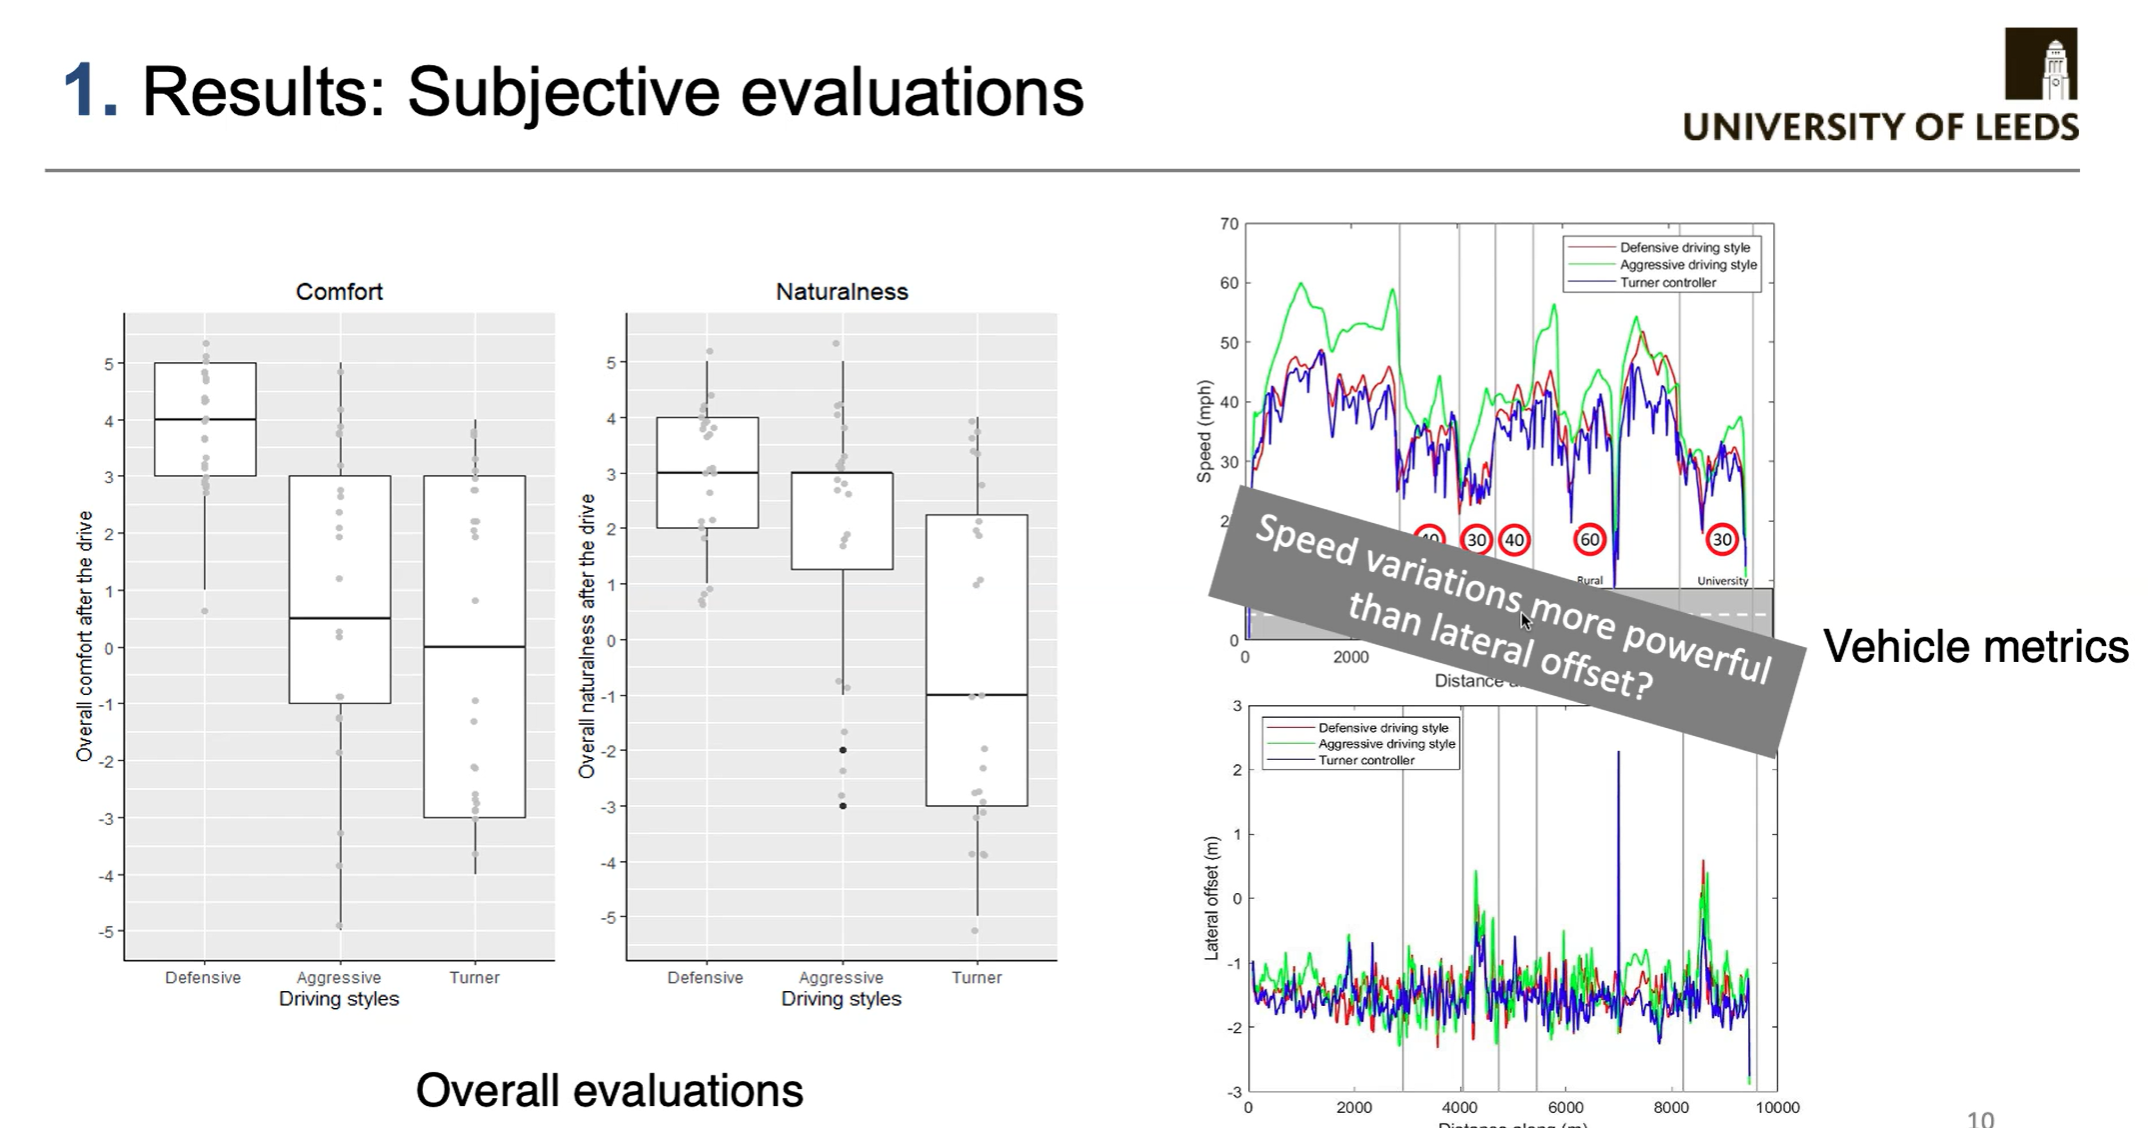 1. Results: Subjective evaluations
UNIVERSITY OF LEEDS
Comfort
Overall comfort after the drive
5
4
3
2
1
0
-1
-2
-3
-4
-5
Defensive
Aggressive
Turner
Driving styles
Naturalness
Overall naturalness after the drive
5
4
3
2
1
0
-1
-2
-3
-4
-5
Defensive
Aggressive
Turner
Driving styles
Overall evaluations
Speed (mph)
70
60
50
40
30
2
0
Defensive driving style
Aggressive driving style
Turner controller
30
40
60
30
Rural
University
0
2000
Distance
Speed variations more powerful
than lateral offset?
Vehicle metrics
Lateral offset (m)
3
2
1
0
-1
-2
-3
Defensive driving style
Aggressive driving style
Turner controller
0
2000
4000
6000
8000
10000
Distance along (m)
10